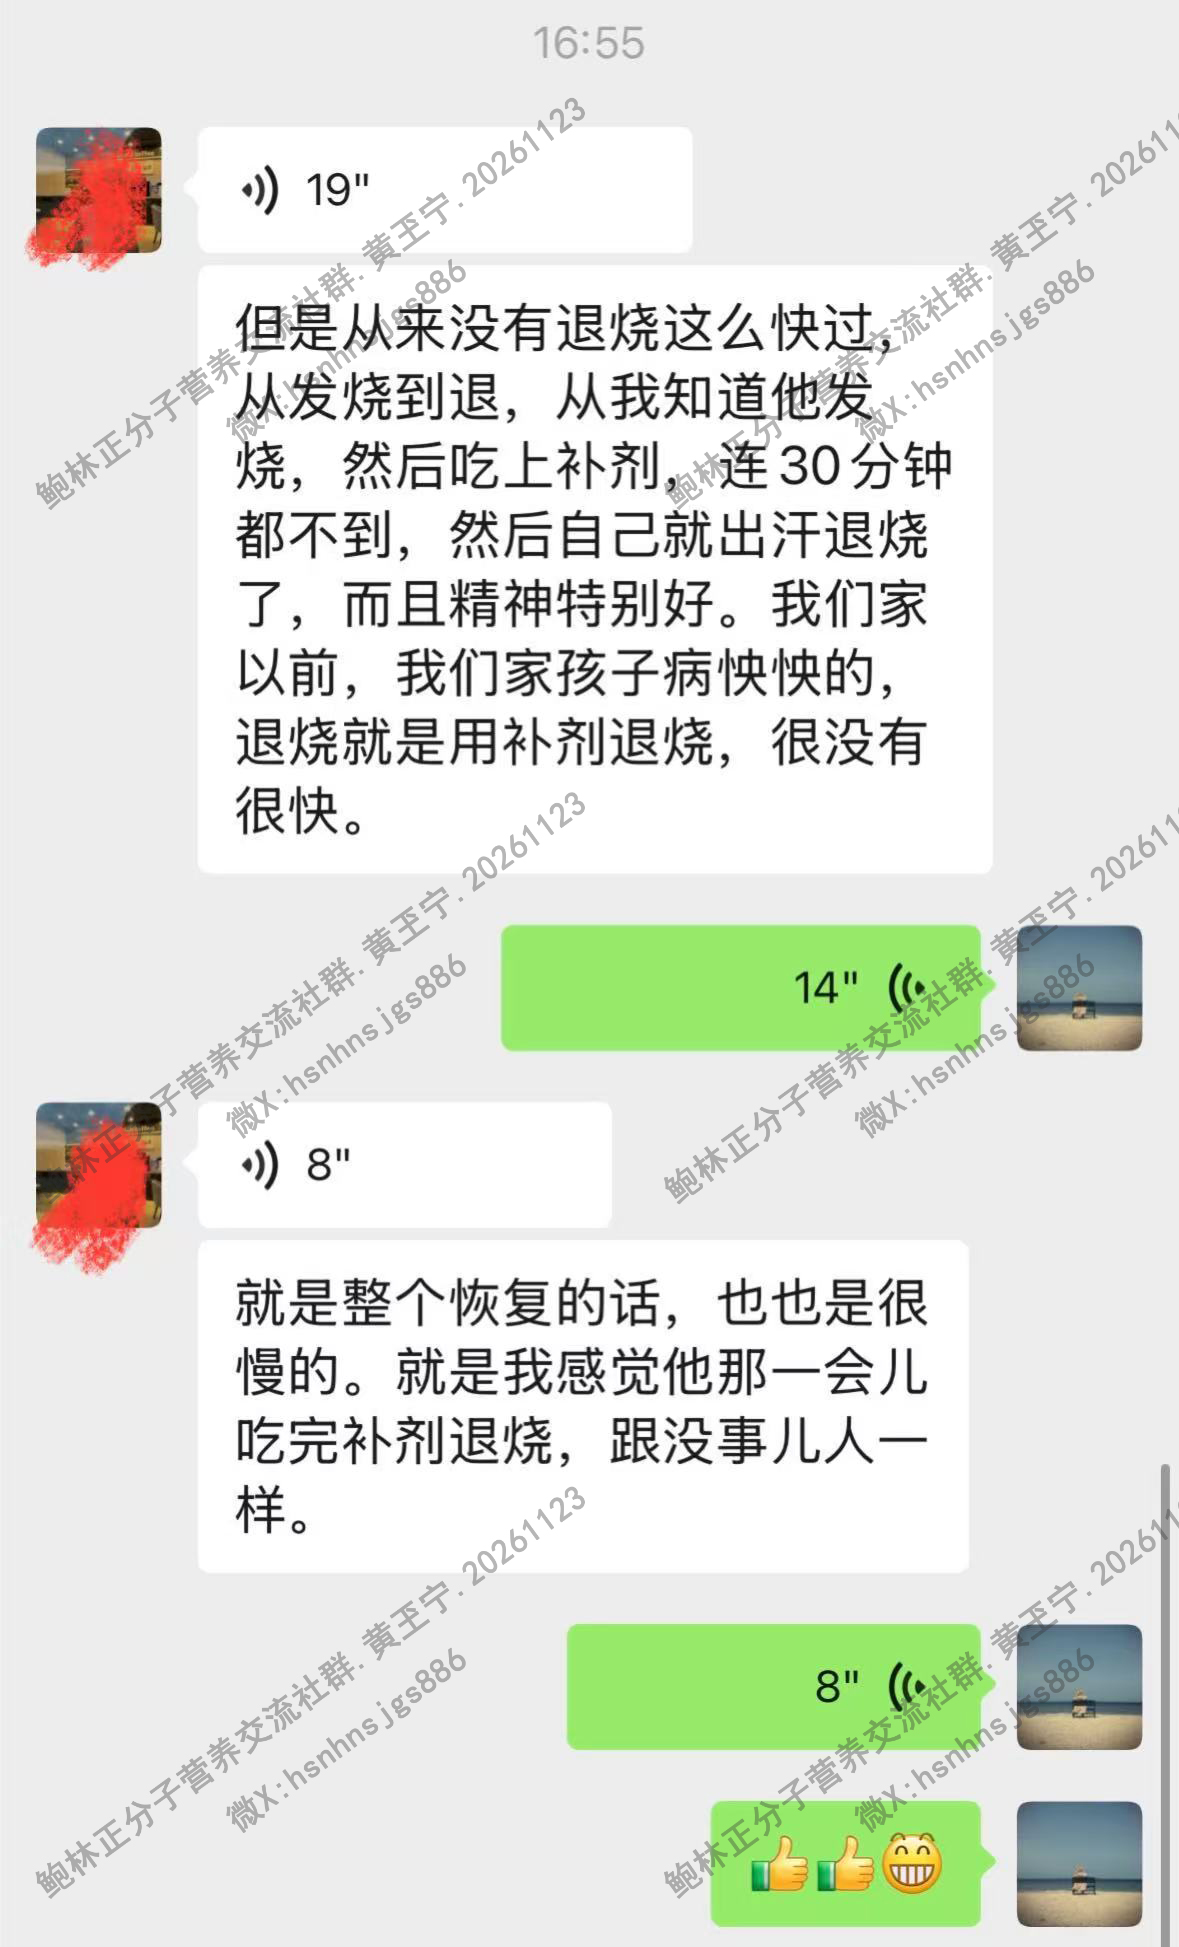 16:55
19"
但是从来没有退烧这么快过，
从发烧到退，从我知道他发
烧，然后吃上补剂，连30分钟
都不到，然后自己就出汗退烧
了，而且精神特别好。我们家
以前，我们家孩子病怏怏的，
退烧就是用补剂退烧，很没有
很快。
14"
8"
就是整个恢复的话，也也是很
慢的。就是我感觉他那一会儿
吃完补剂退烧，跟没事儿人一
样。
8"
鲍林正分子营养交流社群.黄玊宁.20261123
微X:hsnhnsjgs886